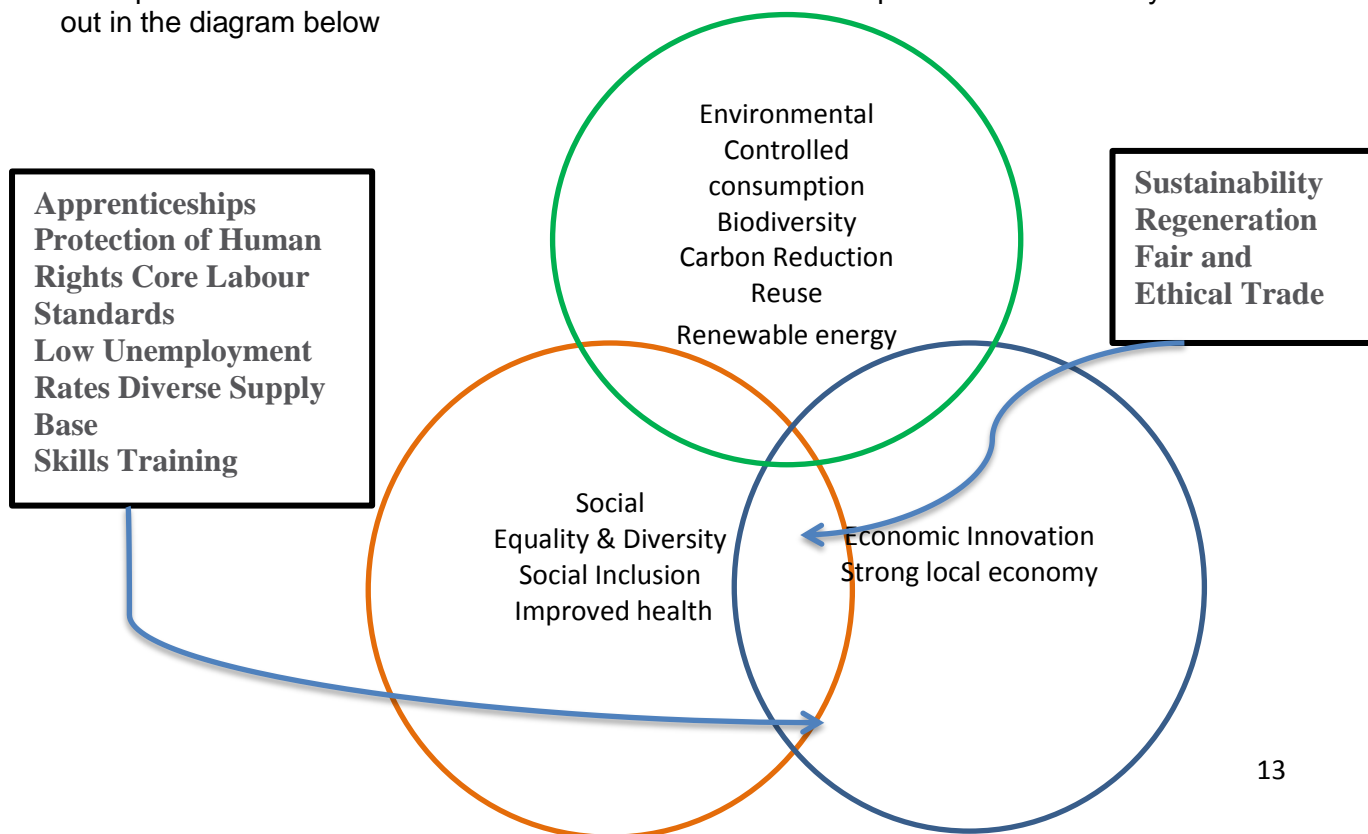 out in the diagram below
Environmental
Controlled
consumption
Biodiversity
Carbon Reduction
Reuse
Renewable energy
Apprenticeships
Protection of Human
Rights Core Labour
Standards
Low Unemployment
Rates Diverse Supply
Base
Skills Training
Sustainability
Regeneration
Fair and
Ethical Trade
Social
Equality & Diversity
Social Inclusion
Improved health
Economic Innovation
Strong local economy
13